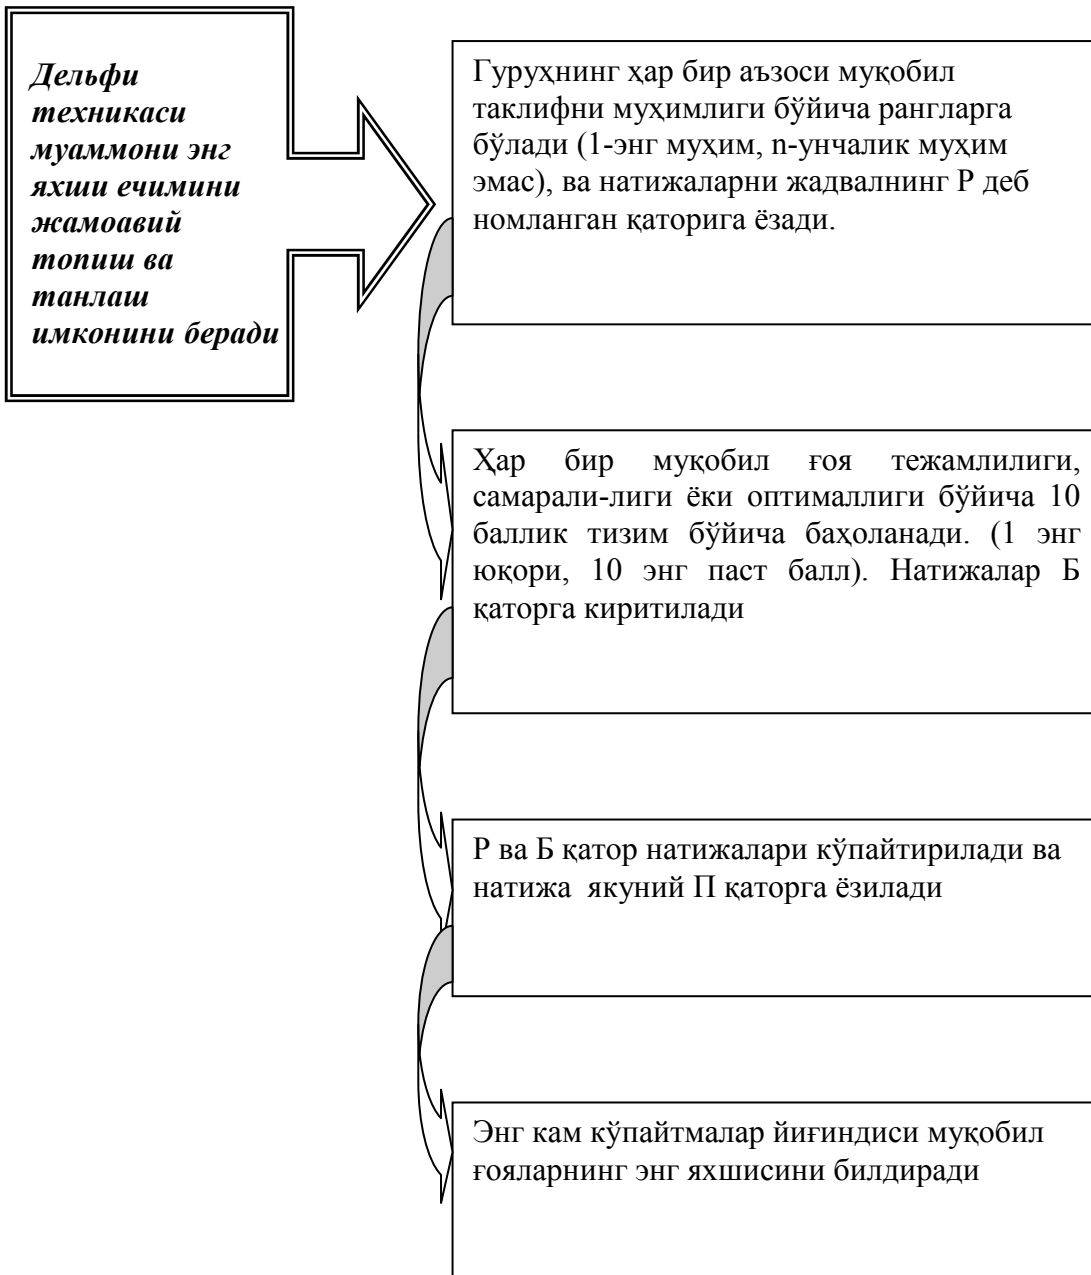 Дельфи
техникаси
муаммони энг
яхши ечимини
жамоавий
топиш ва
танлаш
имконини беради
Гуруҳнинг ҳар бир аъзоси муқобил
таклифни муҳимлиги бўйича рангларга
бўлади (1-энг муҳим, n-унчалик муҳим
эмас), ва натижаларни жадвалнинг Р деб
номланган қаторига ёзади.
Ҳар бир муқобил ғоя тежамлилиги,
самарали-лиги ёки оптималлиги бўйича 10
баллик тизим бўйича баҳоланади. (1 энг
юқори, 10 энг паст балл). Натижалар Б
қаторга киритилади
Р ва Б қатор натижалари кўпайтирилади ва
натижа якуний П қаторга ёзилади
Энг кам кўпайтмалар йиғиндиси муқобил
ғояларнинг энг яхшисини билдиради